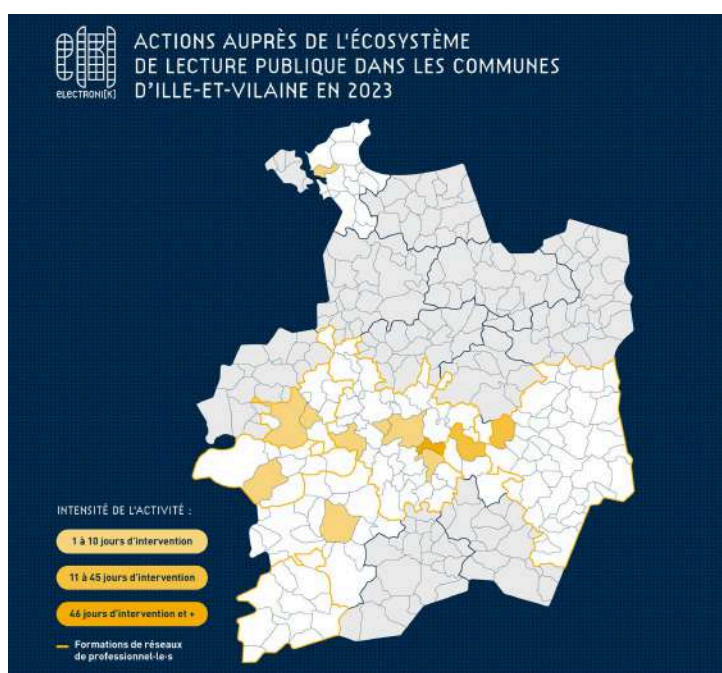 ELECTRONI[K]
ACTIONS AUPRÈS DE L'ÉCOSYSTÈME
DE LECTURE PUBLIQUE DANS LES COMMUNES
D'ILLE-ET-VILAINE EN 2023
INTENSITÉ DE L'ACTIVITÉ :
1 à 10 jours d'intervention
11 à 45 jours d'intervention
46 jours d'intervention et +
Formations de réseaux
de professionnel·le·s